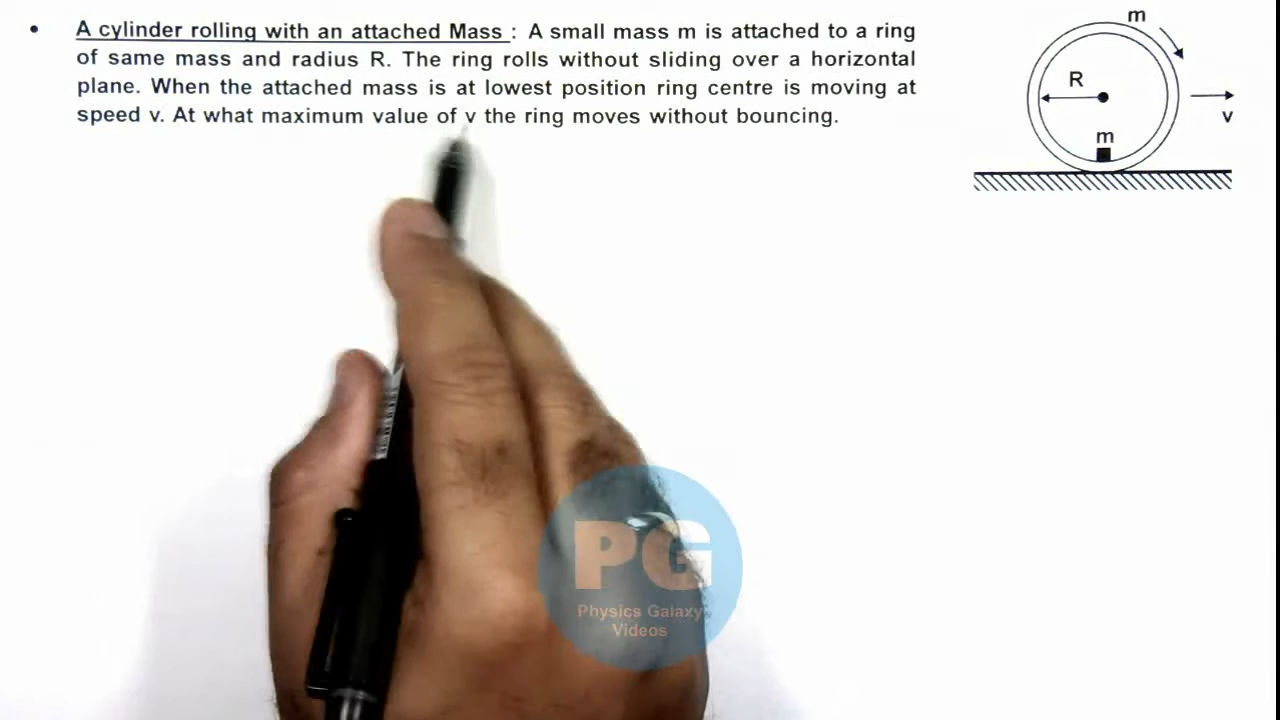 • A cylinder rolling with an attached Mass : A small mass m is attached to a ring
of same mass and radius R. The ring rolls without sliding over a horizontal
plane. When the attached mass is at lowest position ring centre is moving at
speed v. At what maximum value of v the ring moves without bouncing.
m
R
v
m
PG
Physics Galaxy
Videos